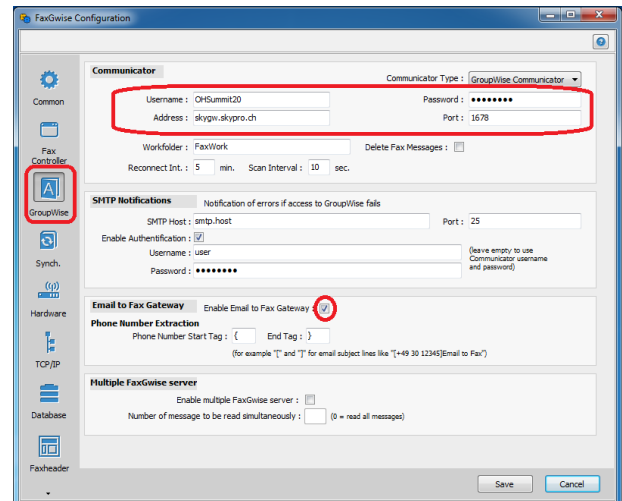 FaxGwise Configuration
Communicator
Communicator Type : GroupWise Communicator
Username : OHSummit20 Password : ••••••••
Address : skygw.skypro.ch Port : 1678
Workfolder : FaxWork Delete Fax Messages :
Reconnect Int. : 5 min. Scan Interval : 10 sec.
SMTP Notifications Notification of errors if access to GroupWise fails
SMTP Host : smtp.host Port : 25
Enable Authentification :
Username : user
(leave empty to use
Communicator username
and password)
Password : ••••••••
Email to Fax Gateway Enable Email to Fax Gateway :
Phone Number Extraction
Phone Number Start Tag : { End Tag : }
(for example "[" and "]" for email subject lines like "[+49 30 12345]Email to Fax")
Multiple FaxGwise server
Enable multiple FaxGwise server :
Number of message to be read simultaneously : (0 = read all messages)
Common
Fax
Controller
GroupWise
Synch.
Hardware
TCP/IP
Database
Faxheader
Save Cancel